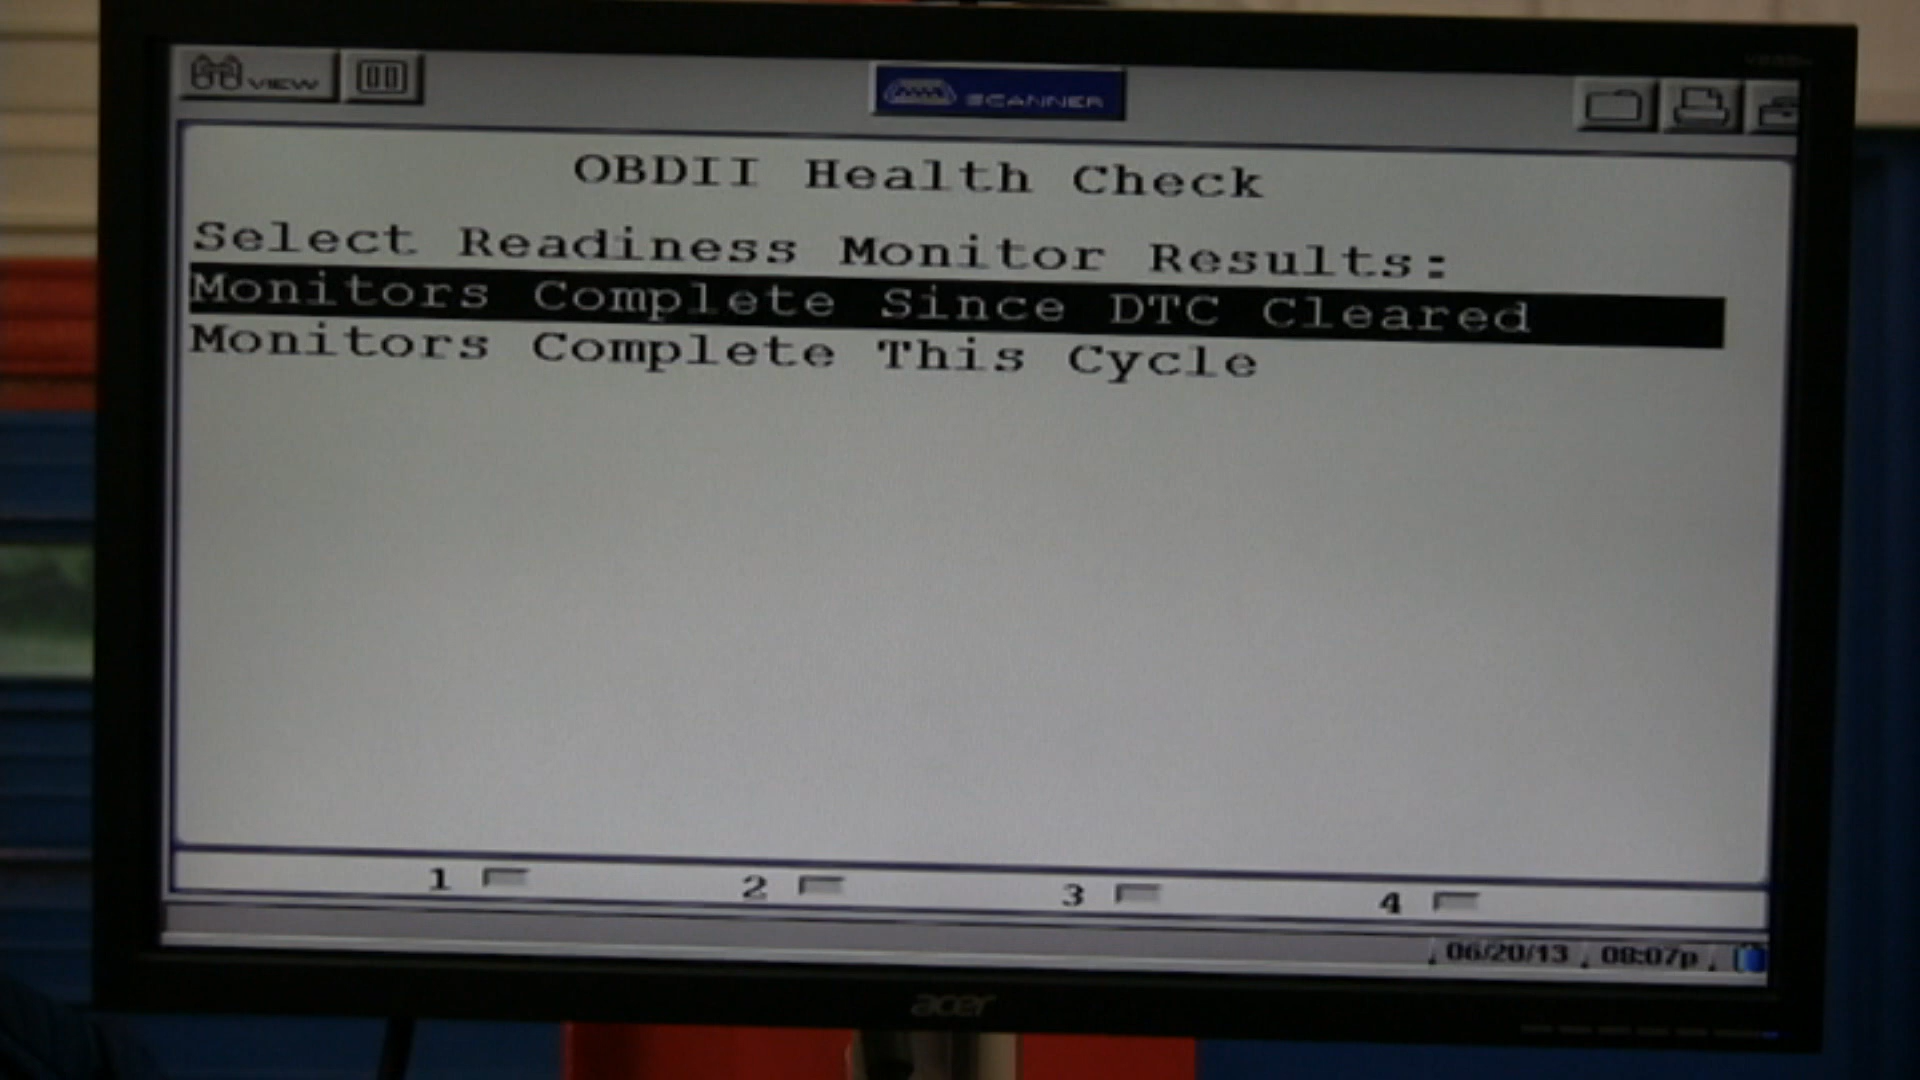 VIEW
SCANNER
OBDII Health Check
Select Readiness Monitor Results:
Monitors Complete Since DTC Cleared
Monitors Complete This Cycle
1 2 3 4
06/20/13 08:07p
acer